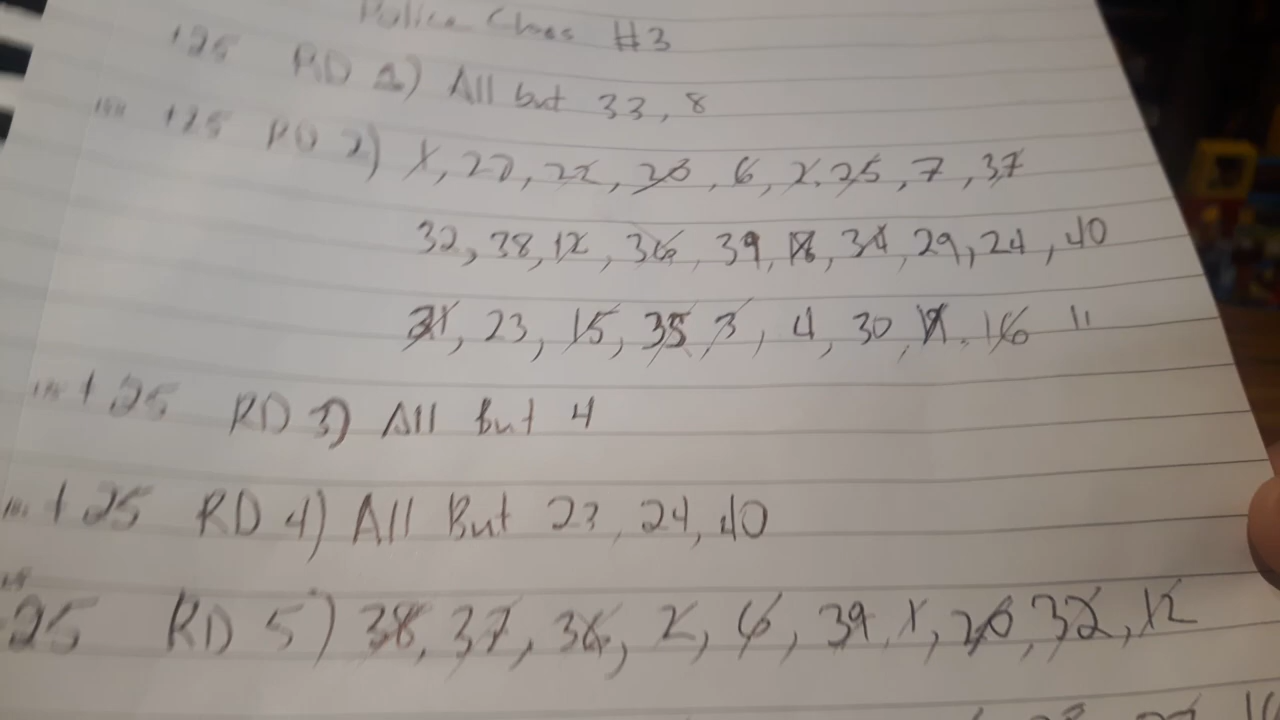 Police Class #3
+25 RD 1) All but 33, 8
+25 RD 2) 1, 27, 22, 20, 6, 2, 25, 7, 37
32, 38, 12, 36, 39, 18, 34, 29, 24, 40
31, 23, 15, 35, 3, 4, 30, 16 11
+25 RD 3) All But 4
+25 RD 4) All But 23, 24, 40
25 RD 5) 38, 37, 36, 2, 6, 39, 1, 20, 32, 12